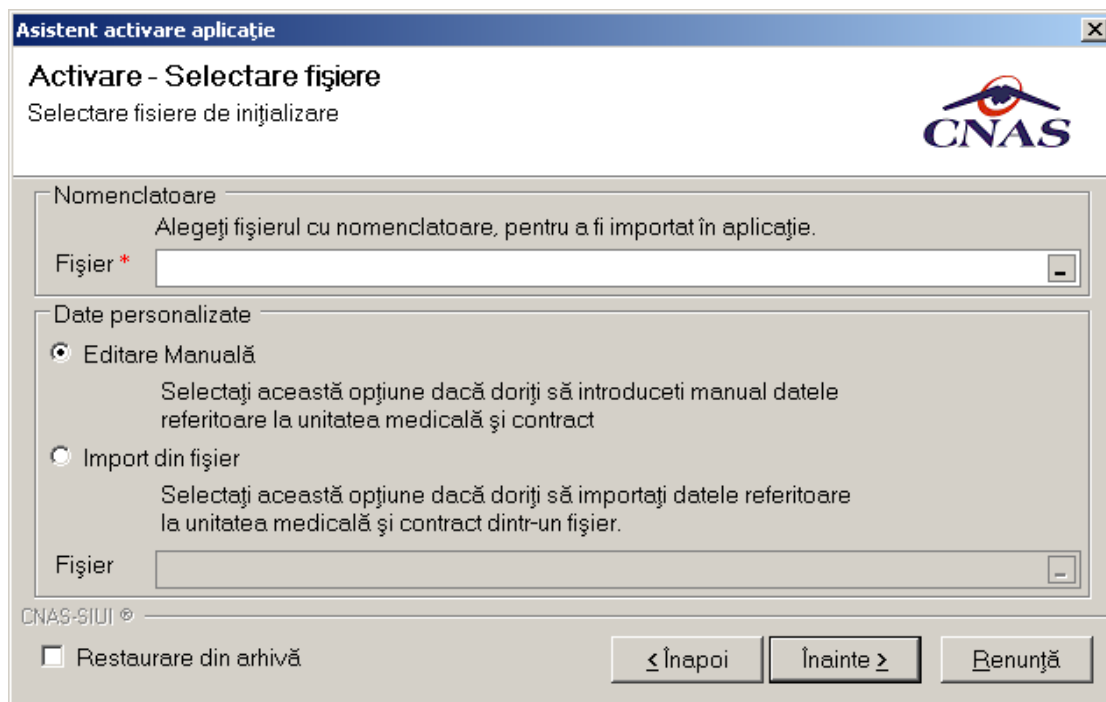 Asistent activare aplicaţie
Activare - Selectare fişiere
Selectare fisiere de iniţializare
CNAS
Nomenclatoare
Alegeţi fişierul cu nomenclatoare, pentru a fi importat în aplicaţie.
Fişier *
Date personalizate
Editare Manuală
Selectaţi această opţiune dacă doriţi să introduceti manual datele
referitoare la unitatea medicală şi contract
Import din fişier
Selectaţi această opţiune dacă doriţi să importaţi datele referitoare
la unitatea medicală şi contract dintr-un fişier.
Fişier
CNAS-SIUI ®
Restaurare din arhivă
< Înapoi
Înainte >
Renunţă